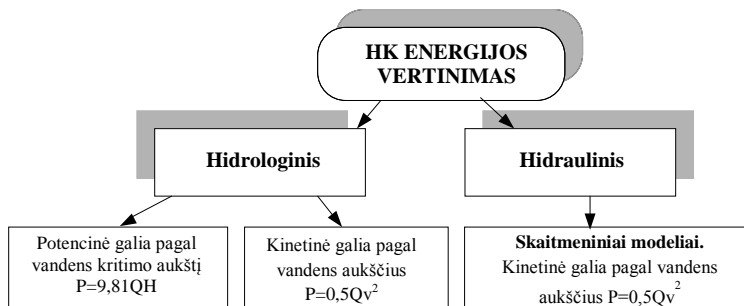 HK ENERGIJOS
VERTINIMAS
Hidrologinis
Hidraulinis
Potencinė galia pagal
vandens kritimo aukštį
P=9,81QH
Kinetinė galia pagal
vandens aukščius
P=0,5Qv²
Skaitmeniniai modeliai.
Kinetinė galia pagal vandens
aukščius P=0,5Qv²